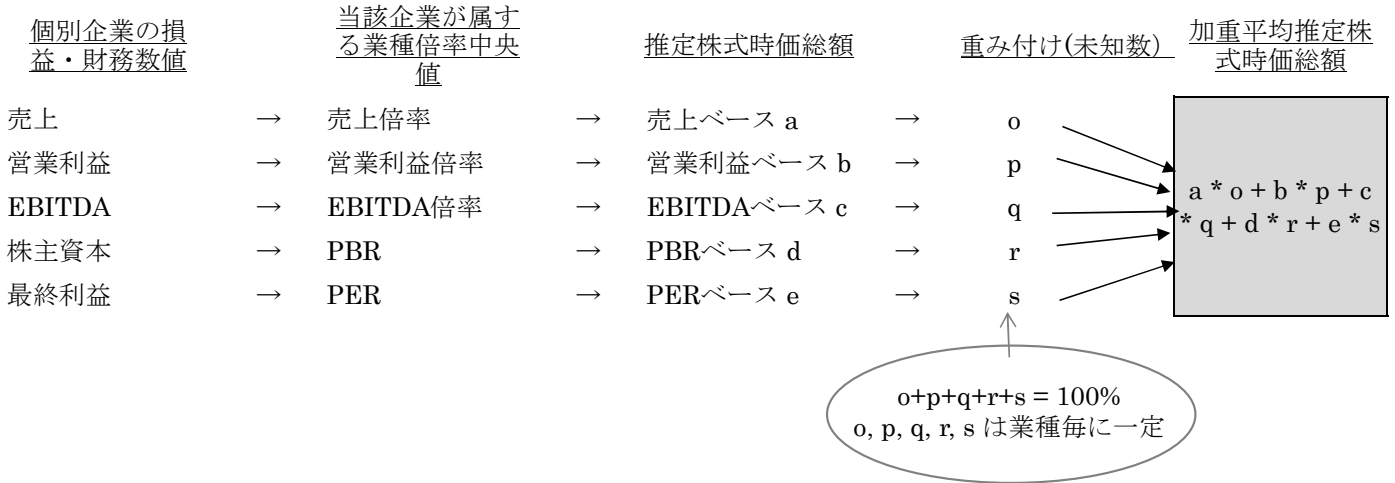 個別企業の損
益・財務数値
当該企業が属す
る業種倍率中央
値
推定株式時価総額
重み付け(未知数)
加重平均推定株
式時価総額
売上 → 売上倍率 → 売上ベース a → o
営業利益 → 営業利益倍率 → 営業利益ベース b → p
EBITDA → EBITDA倍率 → EBITDAベース c → q
株主資本 → PBR → PBRベース d → r
最終利益 → PER → PERベース e → s
a * o + b * p + c
* q + d * r + e * s
o+p+q+r+s = 100%
o, p, q, r, s は業種毎に一定